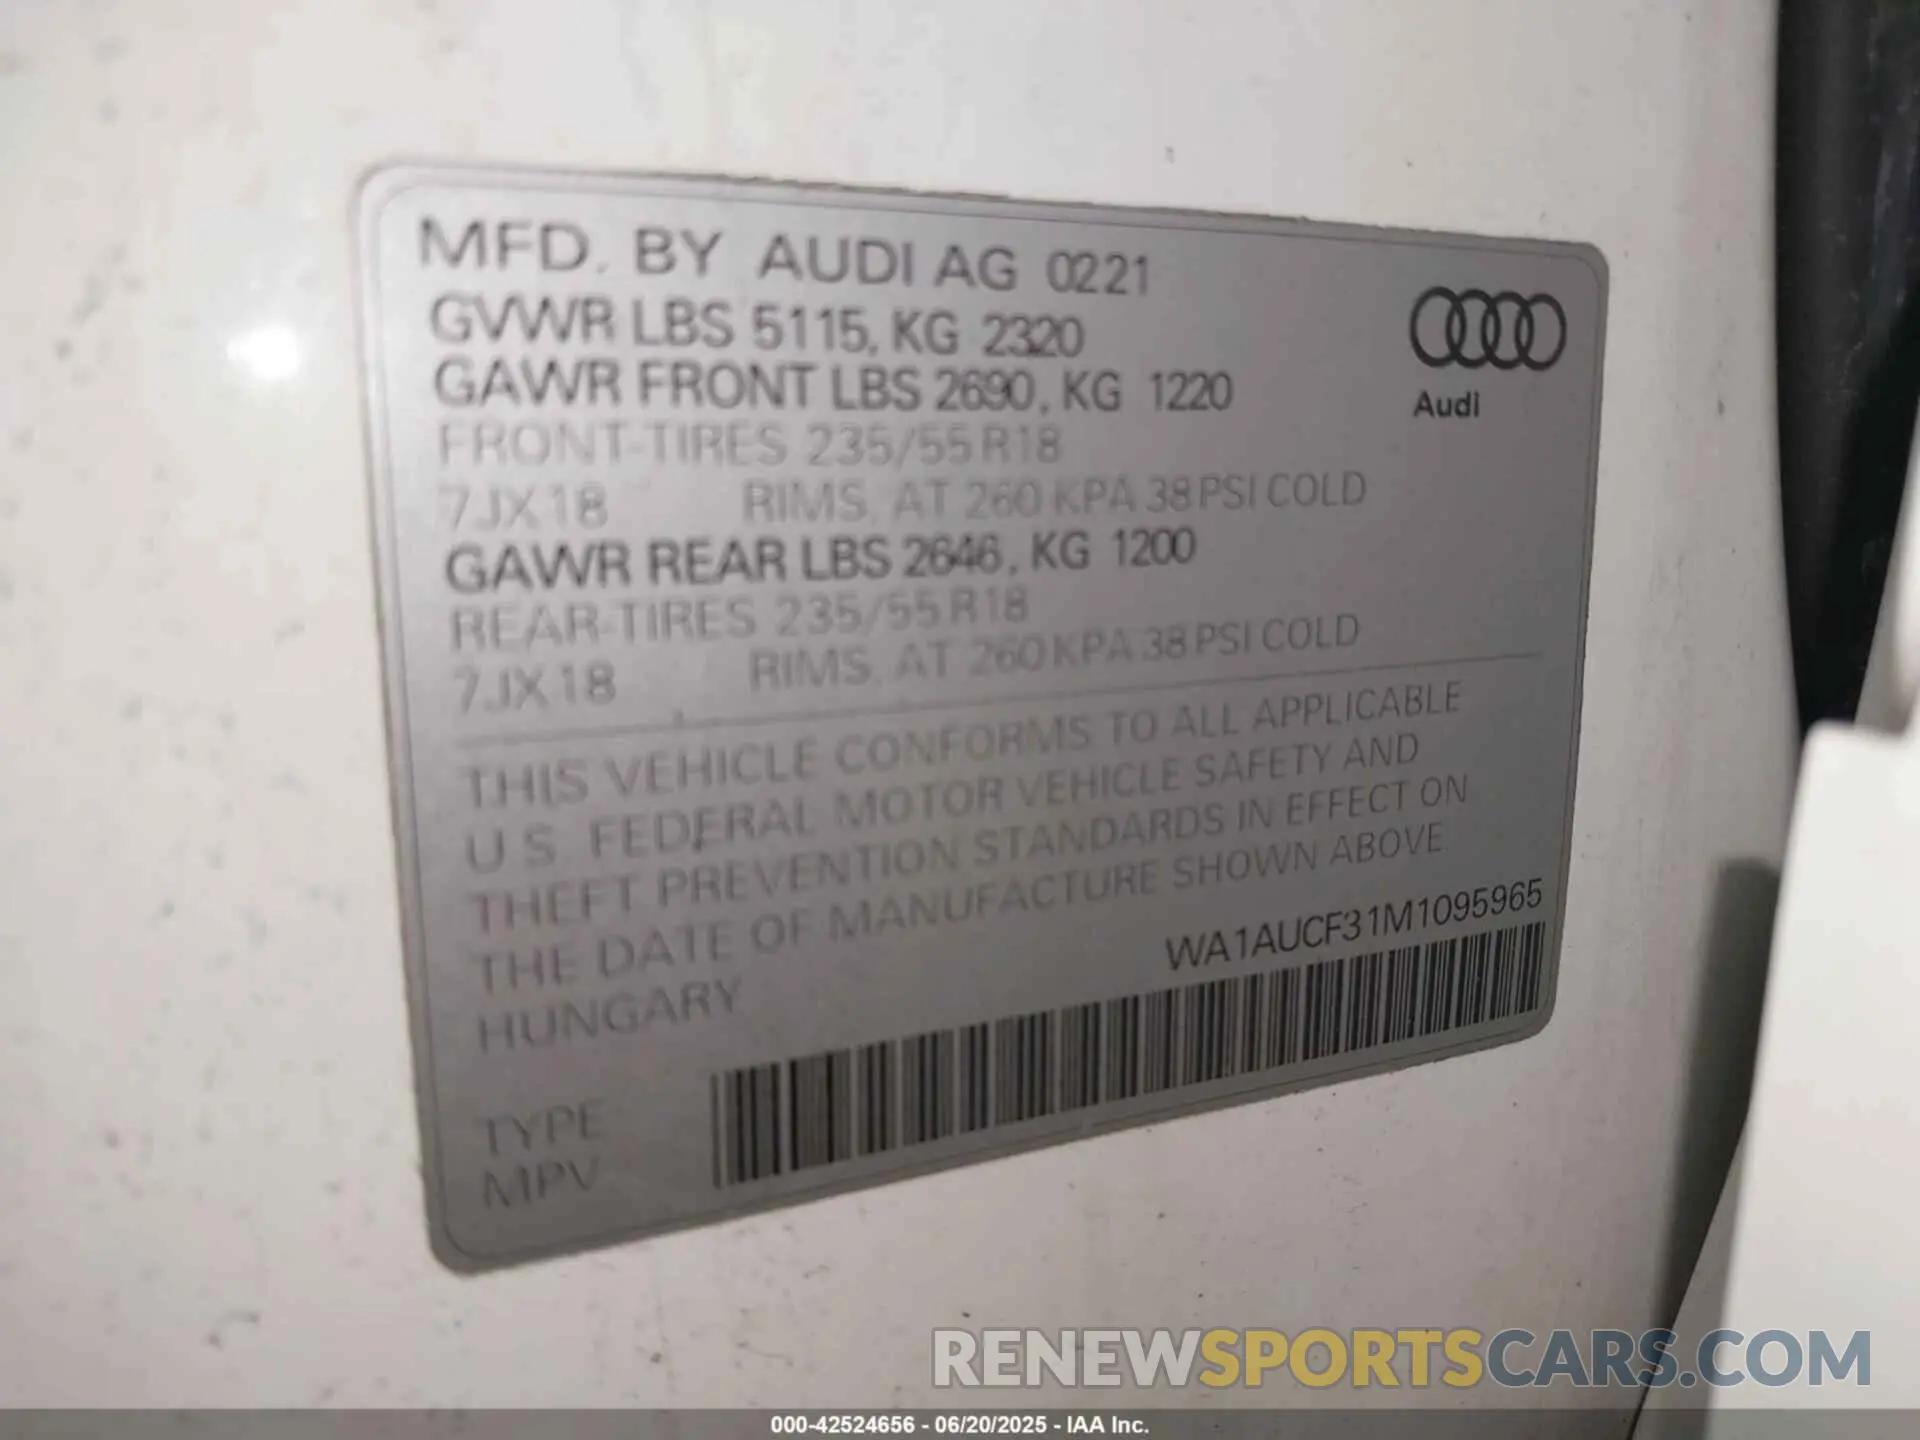 MFD. BY AUDI AG 0221
GVWR LBS 5115, KG 2320
GAWR FRONT LBS 2690, KG 1220
FRONT-TIRES 235/55 R18
7JX18 RIMS, AT 260 KPA 38 PSI COLD
GAWR REAR LBS 2646, KG 1200
REAR-TIRES 235/55 R18
7JX18 RIMS, AT 260 KPA 38 PSI COLD
Audi
THIS VEHICLE CONFORMS TO ALL APPLICABLE
U.S. FEDERAL MOTOR VEHICLE SAFETY AND
THEFT PREVENTION STANDARDS IN EFFECT ON
THE DATE OF MANUFACTURE SHOWN ABOVE
HUNGARY
WA1AUCF31M1095965
TYPE
MPV
RENEWSPORTSCARS.COM
000-42524656 - 06/20/2025 - IAA Inc.